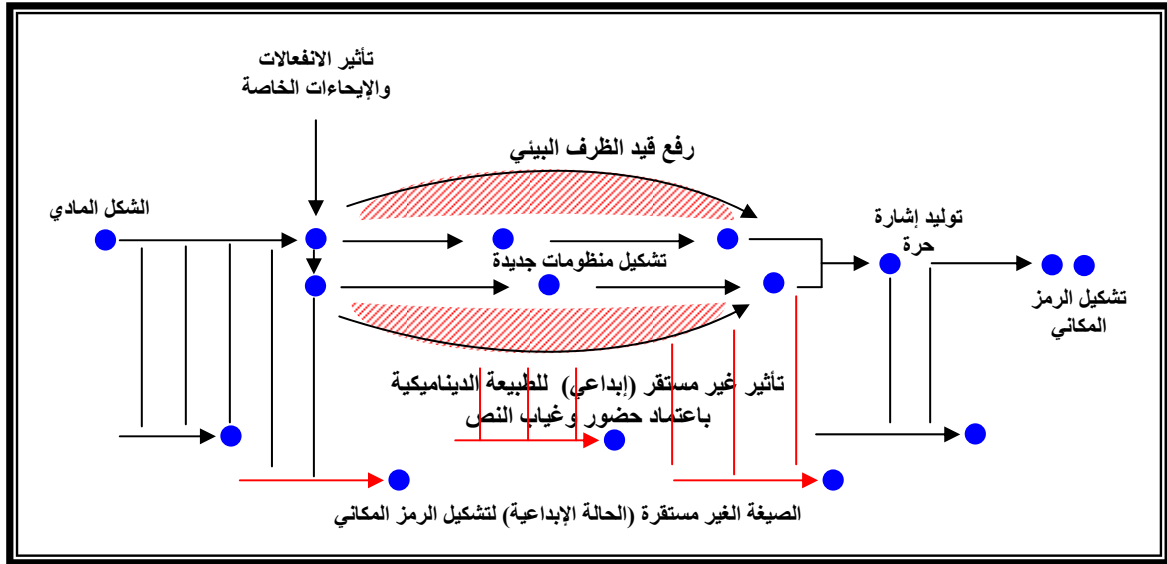 تأثير الانفعالات
والإيحاءات الخاصة
رفع قيد الظرف البيئي
الشكل المادي
توليد إشارة
حرة
تشكيل منظومات جديدة
تشكيل الرمز
المكاني
تأثير غير مستقر (إبداعي) للطبيعة الديناميكية
باعتماد حضور وغياب النص
الصيغة الغير مستقرة (الحالة الإبداعية) لتشكيل الرمز المكاني